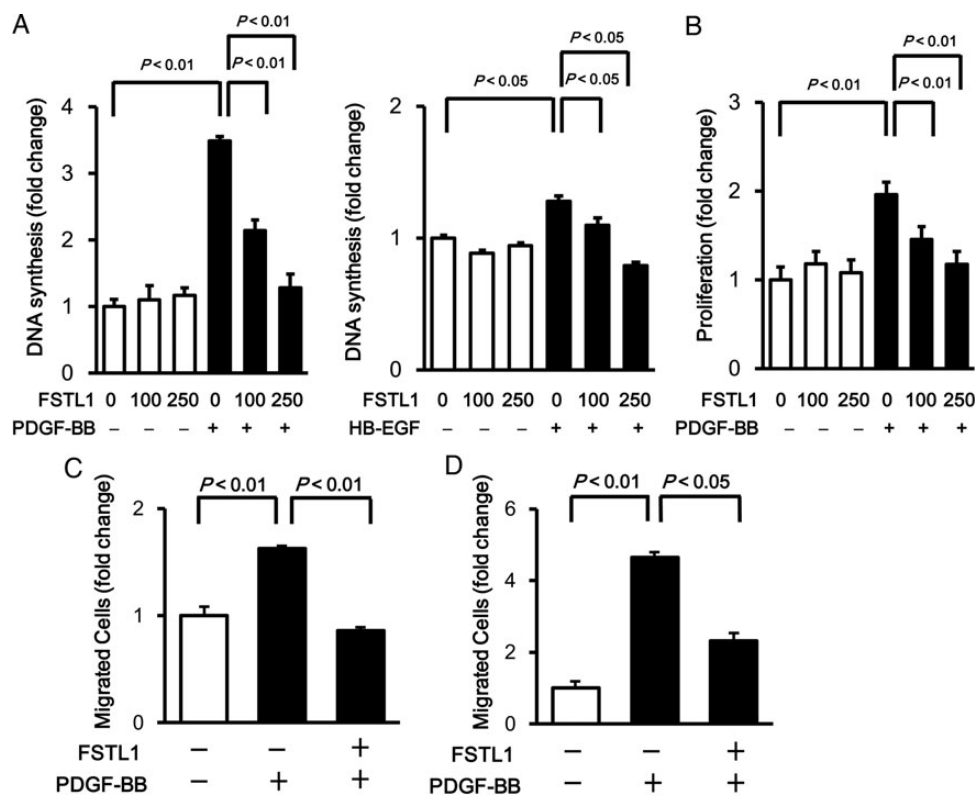 A
P < 0.01
P < 0.01
P < 0.01
DNA synthesis (fold change)
4
3
2
1
0
FSTL1 0 100 250 0 100 250
PDGF-BB – – – + + +
P < 0.05
P < 0.05
P < 0.05
DNA synthesis (fold change)
2
1
0
FSTL1 0 100 250 0 100 250
HB-EGF – – – + + +
B
P < 0.01
P < 0.01
P < 0.01
Proliferation (fold change)
3
2
1
0
FSTL1 0 100 250 0 100 250
PDGF-BB – – – + + +
C
P < 0.01 P < 0.01
Migrated Cells (fold change)
2
1
0
FSTL1 – – +
PDGF-BB – + +
D
P < 0.01 P < 0.05
Migrated Cells (fold change)
6
4
2
0
FSTL1 – – +
PDGF-BB – + +